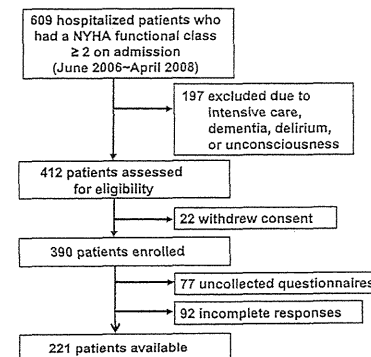 609 hospitalized patients who
had a NYHA functional class
≥ 2 on admission
(June 2006~April 2008)
197 excluded due to
intensive care,
dementia, delirium,
or unconsciousness
412 patients assessed
for eligibility
22 withdrew consent
390 patients enrolled
77 uncollected questionnaires
92 incomplete responses
221 patients available